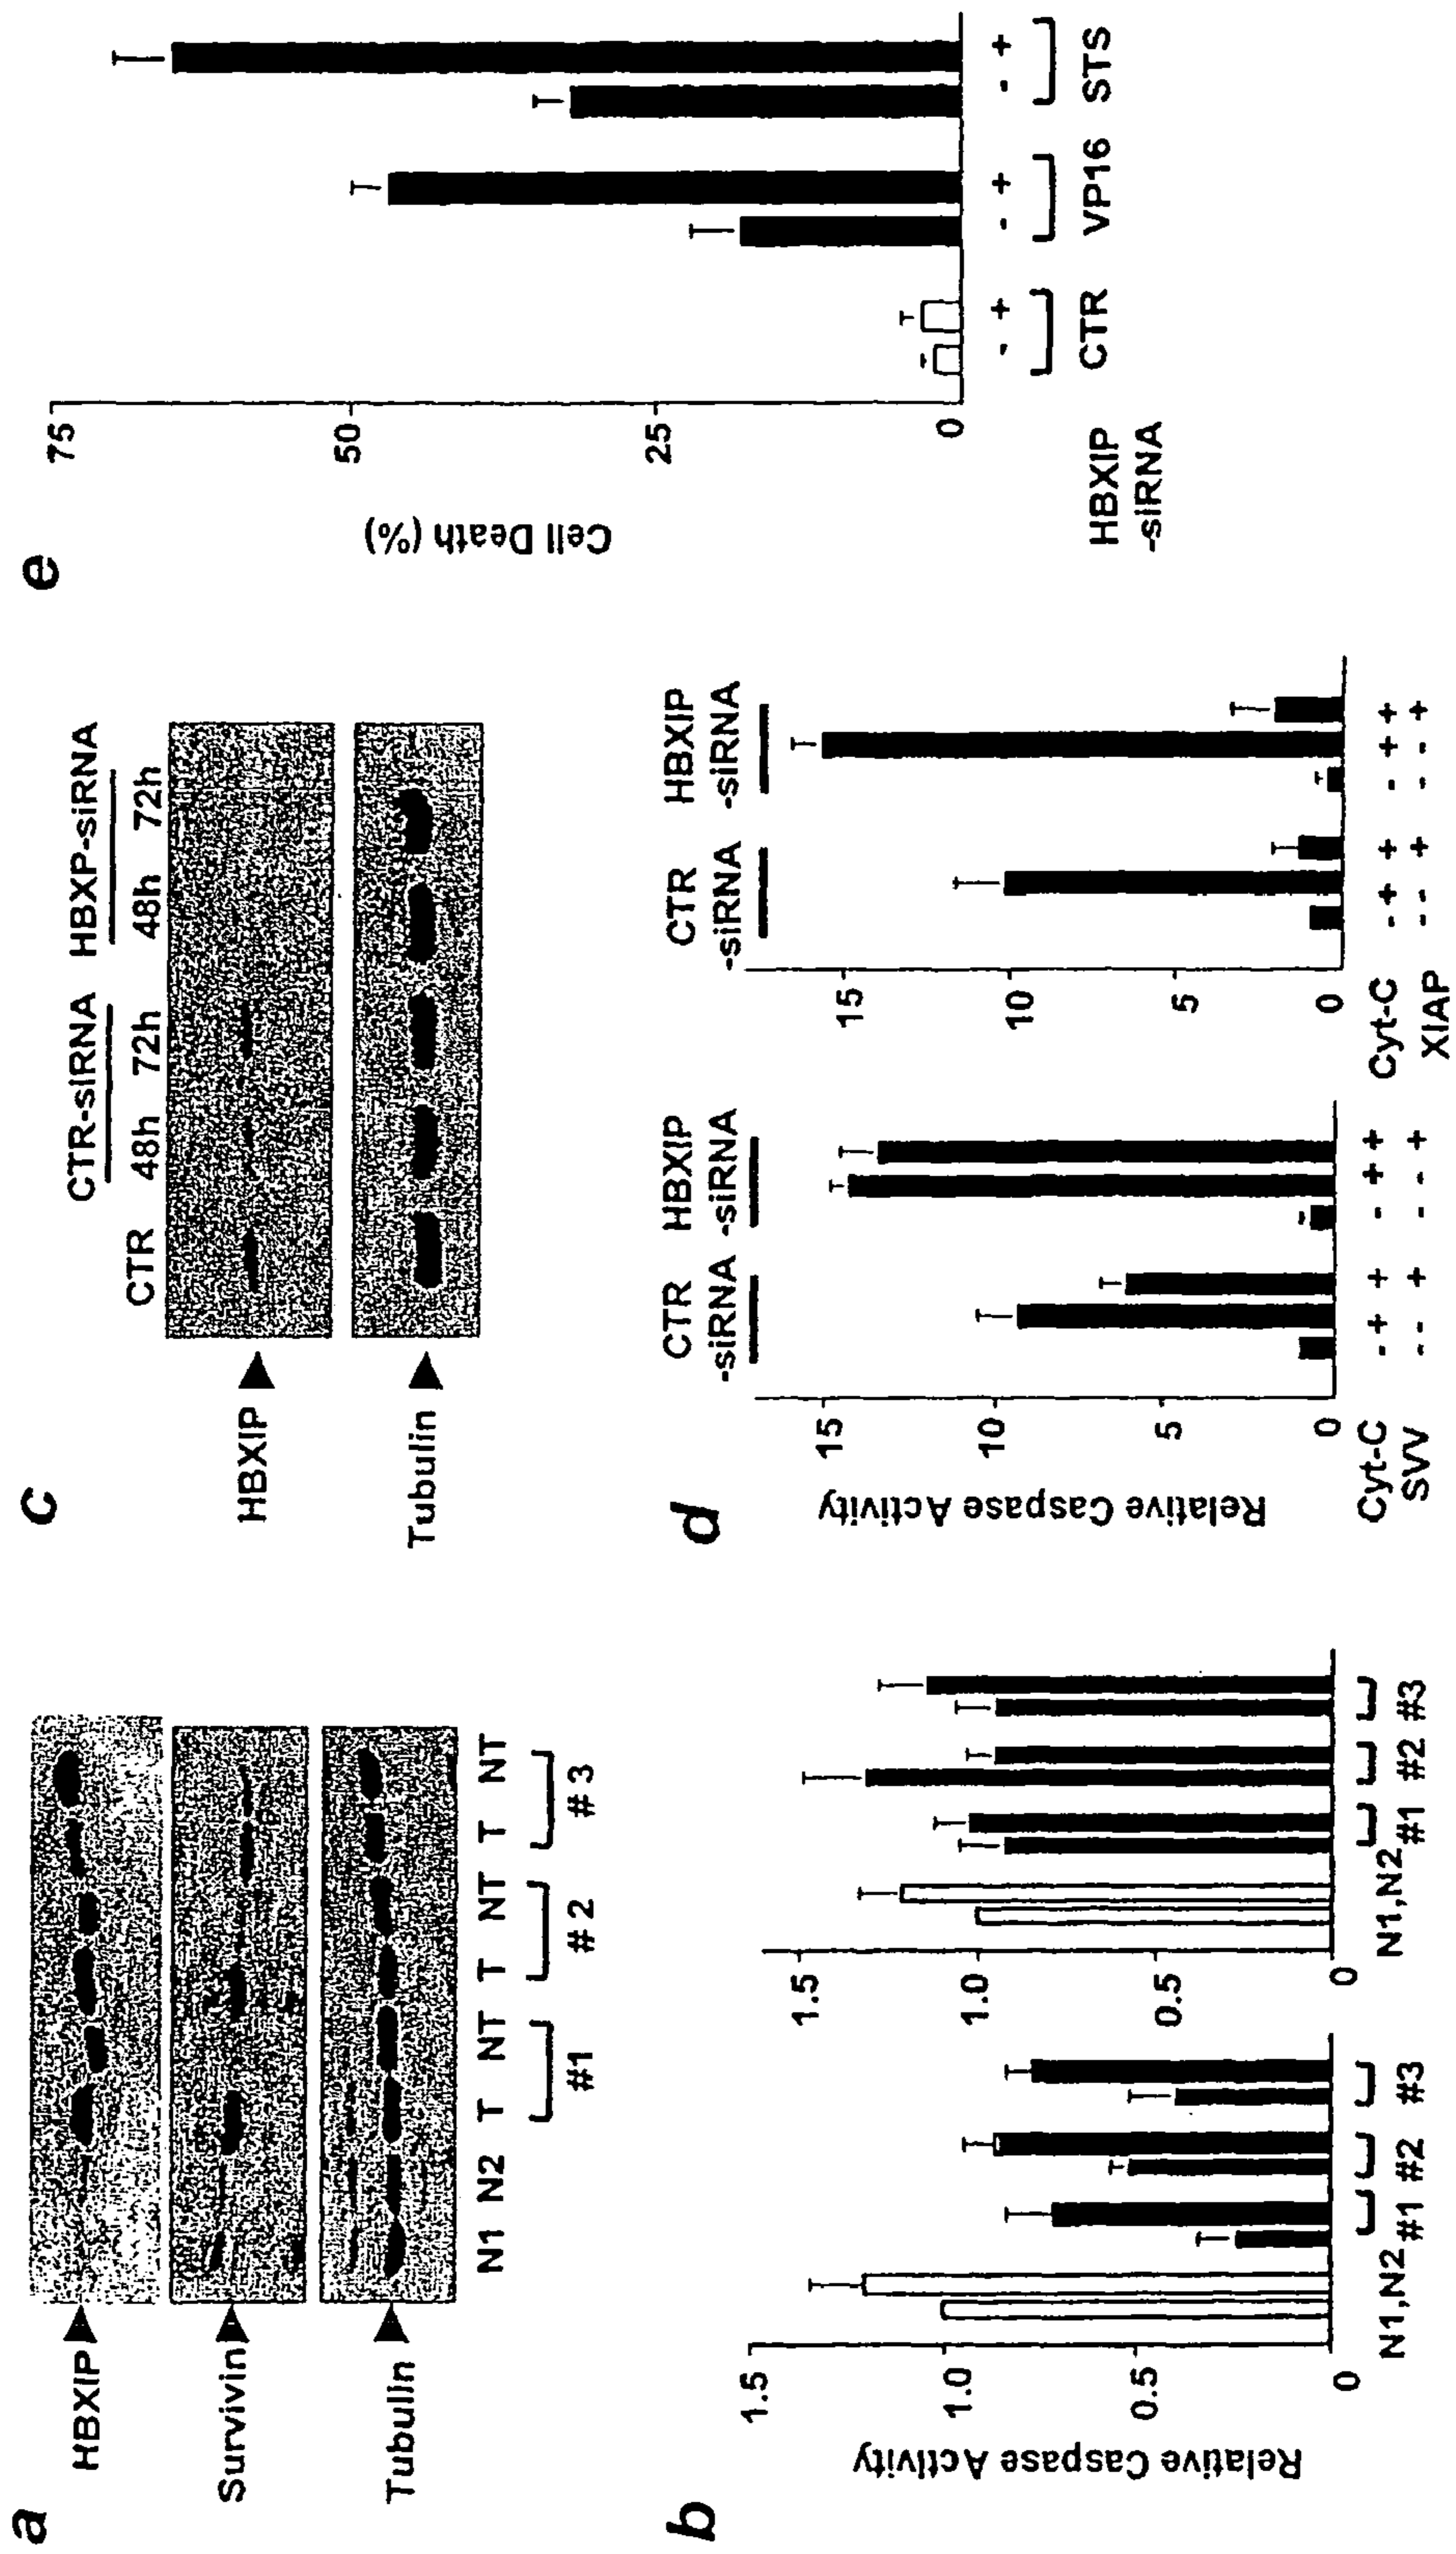 a
HBXIP
Survivin
Tubulin
N1 N2 T NT T NT T NT
#1 #2 #3
b
Relative Caspase Activity
1.5
1.0
0.5
0
N1,N2 #1 #2 #3
1.5
1.0
0.5
0
N1,N2 #1 #2 #3
c
CTR-siRNA HBXP-siRNA
CTR 48h 72h 48h 72h
HBXIP
Tubulin
d
Relative Caspase Activity
CTR -siRNA
HBXIP -siRNA
15
10
5
0
Cyt-C - + + - + +
SVV - - + - - +
CTR -siRNA
HBXIP -siRNA
15
10
5
0
Cyt-C - + + - + +
XIAP - - + - - +
e
Cell Death (%)
75
50
25
0
HBXIP
-siRNA
- + - + - +
CTR VP16 STS